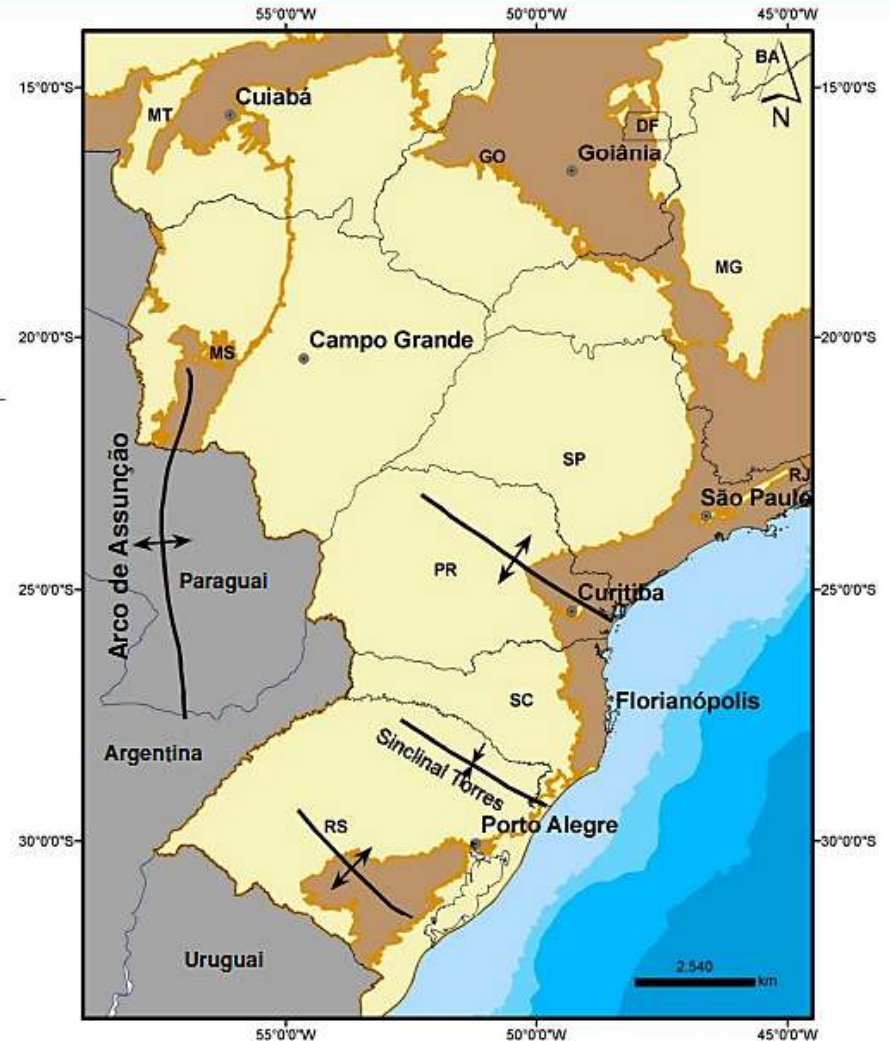 55°0'0"W 50°0'0"W 45°0'0"W
15°0'0"S 15°0'0"S
BA
N
MT
Cuiabá
DF
GO
Goiânia
MG
20°0'0"S 20°0'0"S
Campo Grande
MS
SP
RJ
São Paulo
Arco de Assunção
PR
Paraguai
25°0'0"S 25°0'0"S
Curitiba
SC
Florianópolis
Argentina
Sinclinal Torres
RS
Porto Alegre
30°0'0"S 30°0'0"S
Uruguai
2.540
km
55°0'0"W 50°0'0"W 45°0'0"W